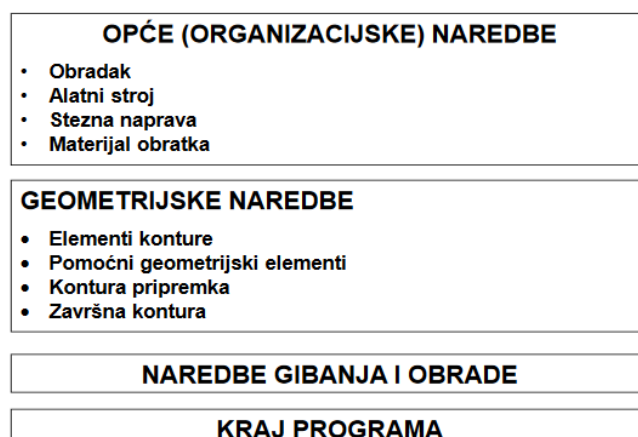 OPĆE (ORGANIZACIJSKE) NAREDBE
• Obradak
• Alatni stroj
• Stezna naprava
• Materijal obratka
GEOMETRIJSKE NAREDBE
• Elementi konture
• Pomoćni geometrijski elementi
• Kontura pripremka
• Završna kontura
NAREDBE GIBANJA I OBRADE
KRAJ PROGRAMA